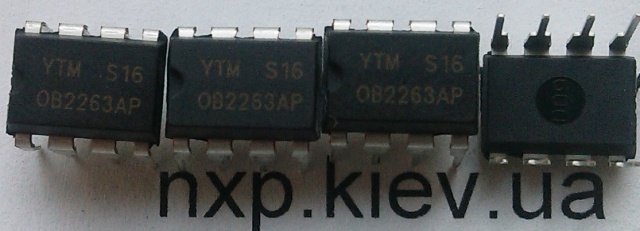 YTM S16
OB2263AP
YTM S16
OB2263AP
YTM S16
OB2263AP
nxp.kiev.ua